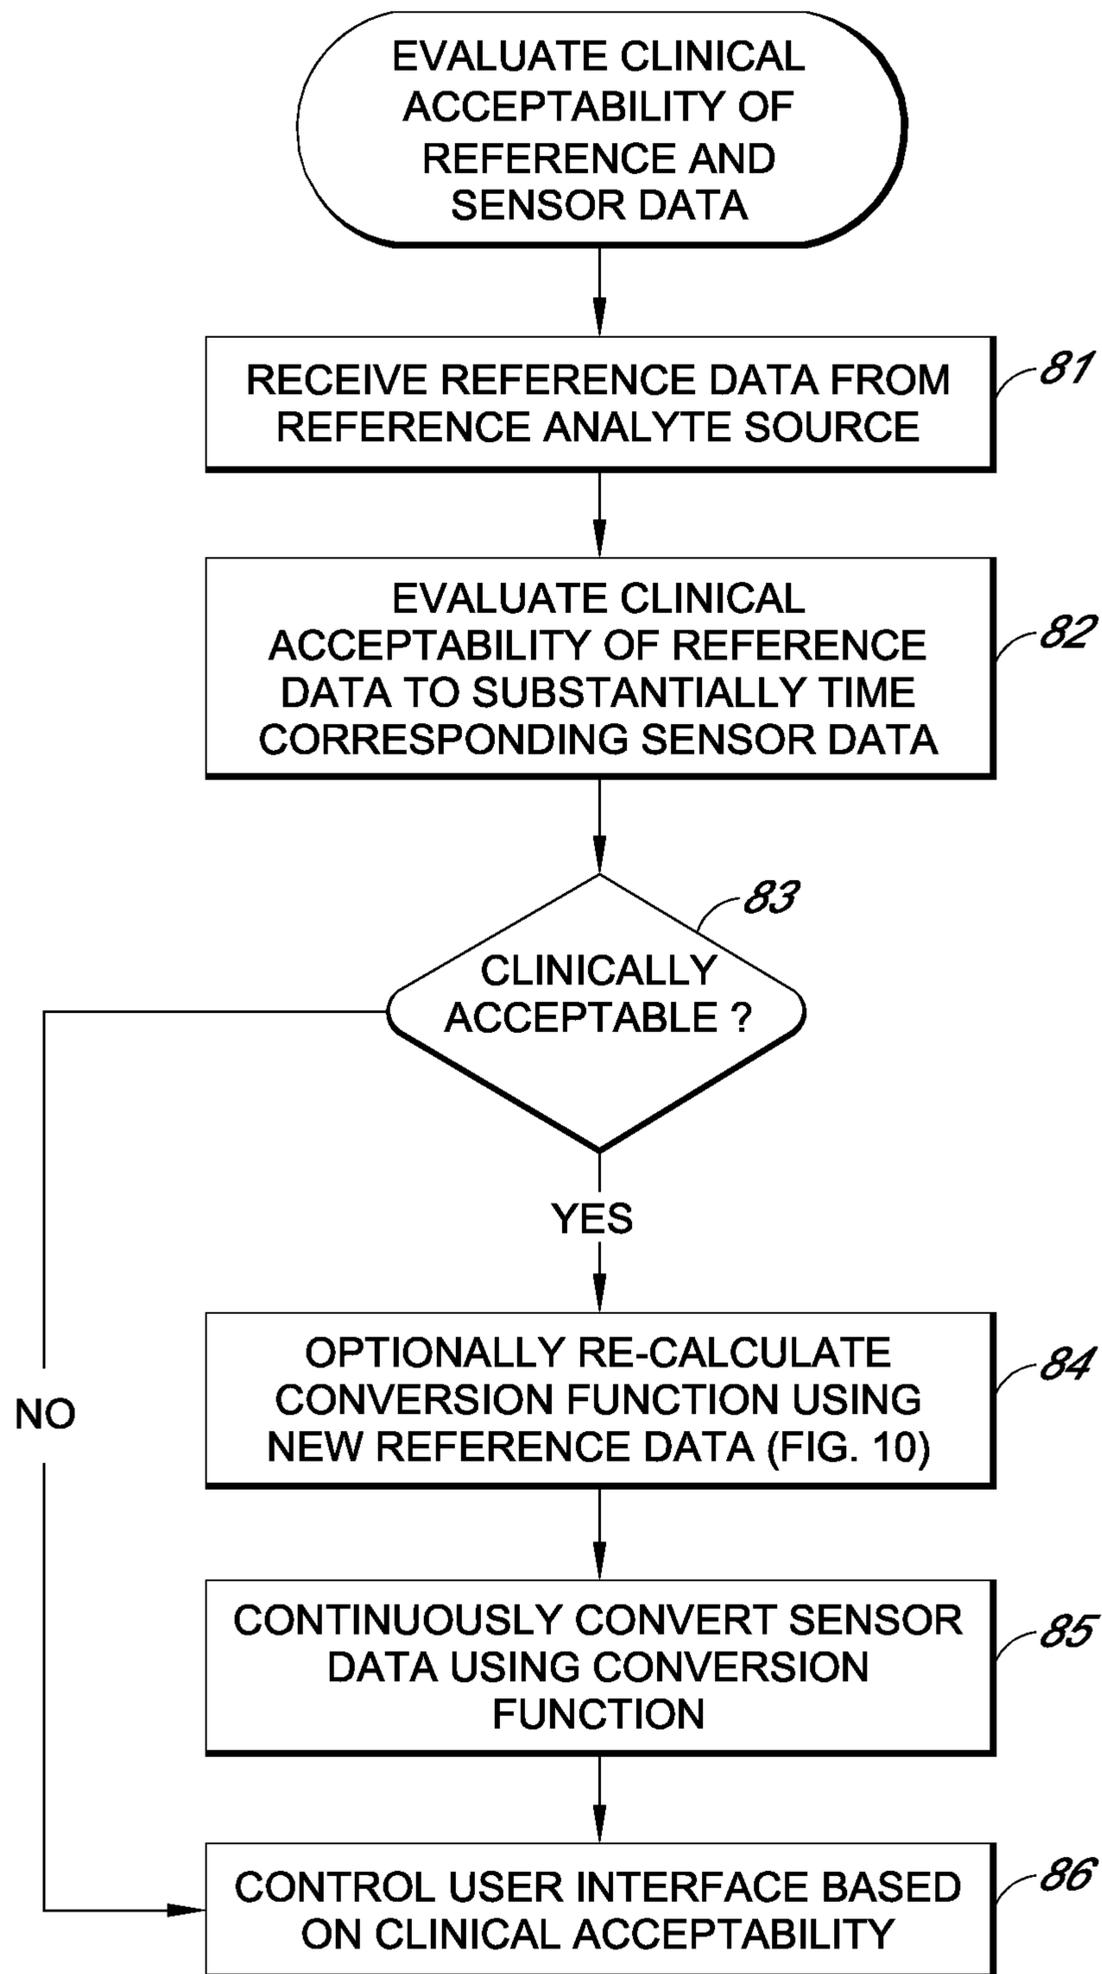 EVALUATE CLINICAL
ACCEPTABILITY OF
REFERENCE AND
SENSOR DATA
RECEIVE REFERENCE DATA FROM
REFERENCE ANALYTE SOURCE
81
EVALUATE CLINICAL
ACCEPTABILITY OF REFERENCE
DATA TO SUBSTANTIALLY TIME
CORRESPONDING SENSOR DATA
82
83
CLINICALLY
ACCEPTABLE ?
YES
NO
OPTIONALLY RE-CALCULATE
CONVERSION FUNCTION USING
NEW REFERENCE DATA (FIG. 10)
84
CONTINUOUSLY CONVERT SENSOR
DATA USING CONVERSION
FUNCTION
85
CONTROL USER INTERFACE BASED
ON CLINICAL ACCEPTABILITY
86